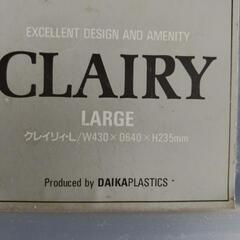 EXCELLENT DESIGN AND AMENITY
CLAIRY
LARGE
クレイリィ・L/W430×D640×H235mm
Produced by DAIKAPLASTICS